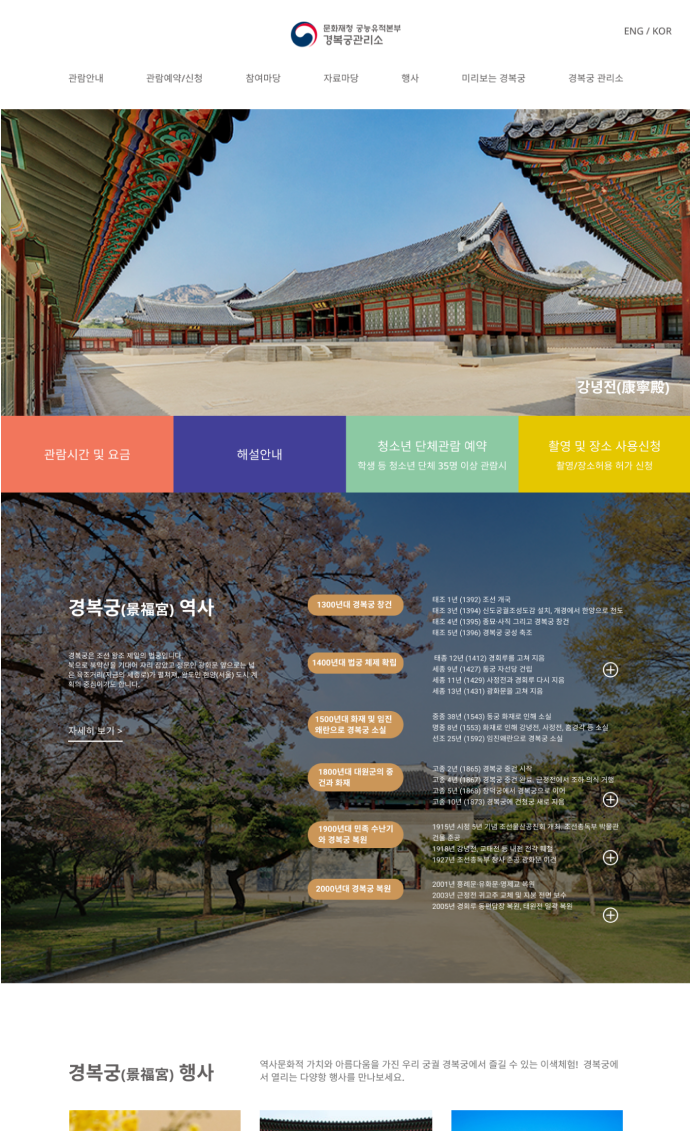 문화재청 궁능유적본부
경복궁관리소
ENG / KOR
관람안내
관람예약/신청
참여마당
자료마당
행사
미리보는 경복궁
경복궁 관리소
강녕전(康寧殿)
관람시간 및 요금
해설안내
청소년 단체관람 예약
학생 등 청소년 단체 35명 이상 관람시
촬영 및 장소 사용신청
촬영/장소허용 허가 신청
경복궁(景福宮) 역사
경복궁은 조선 왕조 제일의 법궁입니다.
북으로 북악산을 기대어 자리 잡았고 정문인 광화문 앞으로는 넓
은 육조거리(지금의 세종로)가 펼쳐져, 왕도인 한양(서울) 도시 계
획의 중심이기도 합니다.
자세히 보기 >
1300년대 경복궁 창건
태조 1년 (1392) 조선 개국
태조 3년 (1394) 신도궁궐조성도감 설치, 개경에서 한양으로 천도
태조 4년 (1395) 종묘·사직 그리고 경복궁 창건
태조 5년 (1396) 경복궁 궁성 축조
1400년대 법궁 체제 확립
태종 12년 (1412) 경회루를 고쳐 지음
세종 9년 (1427) 동궁 자선당 건립
세종 11년 (1429) 사정전과 경회루 다시 지음
세종 13년 (1431) 광화문을 고쳐 지음
1500년대 화재 및 임진
왜란으로 경복궁 소실
중종 38년 (1543) 동궁 화재로 인해 소실
명종 8년 (1553) 화재로 인해 강녕전, 사정전, 흠경각 등 소실
선조 25년 (1592) 임진왜란으로 경복궁 소실
1800년대 대원군의 중
건과 화재
고종 2년 (1865) 경복궁 중건 시작
고종 4년 (1867) 경복궁 중건 완료, 근정전에서 조하 의식 거행
고종 5년 (1868) 창덕궁에서 경복궁으로 이어
고종 10년 (1873) 경복궁에 건청궁 새로 지음
1900년대 민족 수난기
와 경복궁 복원
1915년 시정 5년 기념 조선물산공진회 개최. 조선총독부 박물관
건물 준공
1918년 강녕전, 교태전 등 내전 전각 훼철
1927년 조선총독부 청사 준공 광화문 이건
2000년대 경복궁 복원
2001년 흥례문·유화문·영제교 복원
2003년 근정전 귀고주 교체 및 지붕 전면 보수
2005년 경회루 동편담장 복원, 태원전 일곽 복원
경복궁(景福宮) 행사
역사문화적 가치와 아름다움을 가진 우리 궁궐 경복궁에서 즐길 수 있는 이색체험! 경복궁에
서 열리는 다양항 행사를 만나보세요.